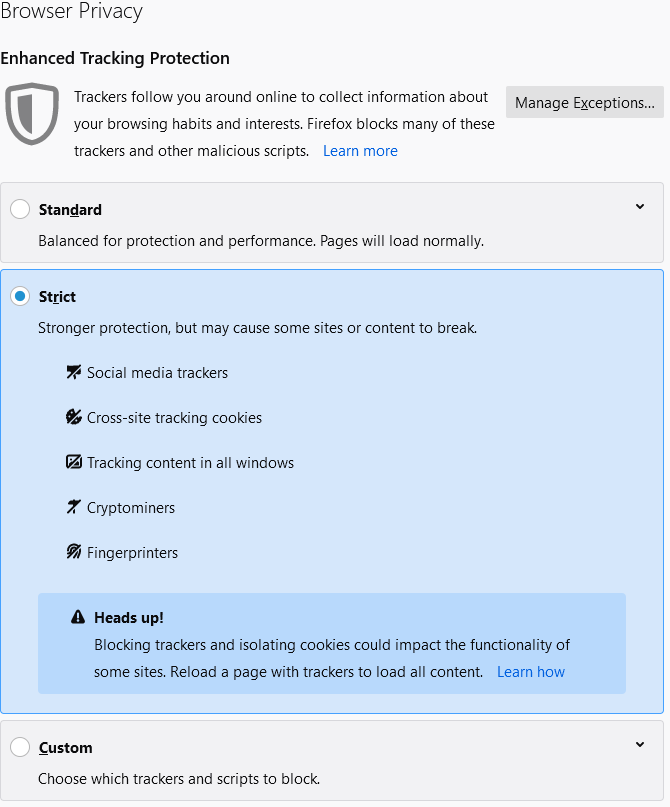 Browser Privacy
Enhanced Tracking Protection
Trackers follow you around online to collect information about
your browsing habits and interests. Firefox blocks many of these
trackers and other malicious scripts. Learn more
Manage Exceptions...
Standard
Balanced for protection and performance. Pages will load normally.
Strict
Stronger protection, but may cause some sites or content to break.
Social media trackers
Cross-site tracking cookies
Tracking content in all windows
Cryptominers
Fingerprinters
Heads up!
Blocking trackers and isolating cookies could impact the functionality of
some sites. Reload a page with trackers to load all content. Learn how
Custom
Choose which trackers and scripts to block.